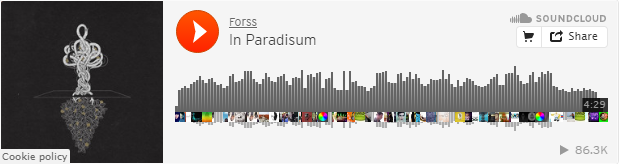 Forss
SOUNDCLOUD
In Paradisum
Share
4:29
Cookie policy
86.3K